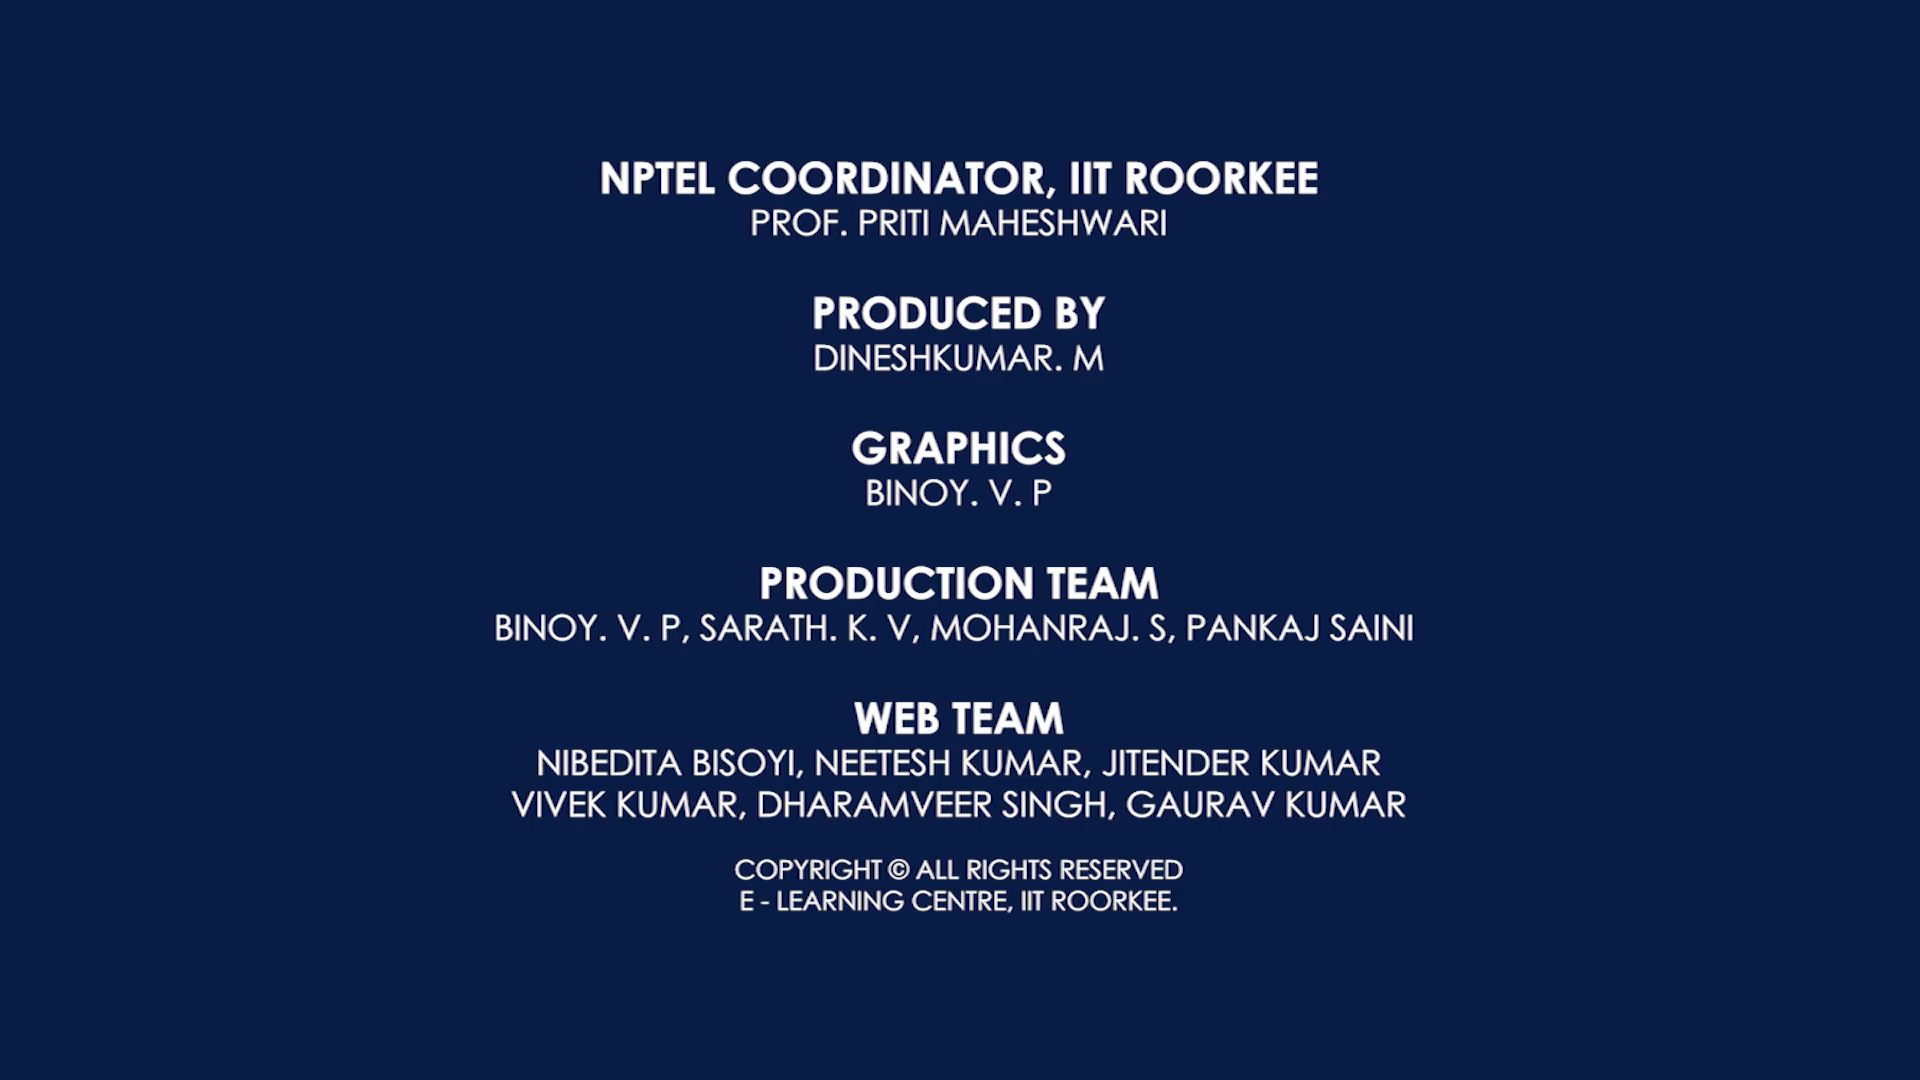 NPTEL COORDINATOR, IIT ROORKEE
PROF. PRITI MAHESHWARI
PRODUCED BY
DINESHKUMAR. M
GRAPHICS
BINOY. V. P
PRODUCTION TEAM
BINOY. V. P, SARATH. K. V, MOHANRAJ. S, PANKAJ SAINI
WEB TEAM
NIBEDITA BISOYI, NEETESH KUMAR, JITENDER KUMAR
VIVEK KUMAR, DHARAMVEER SINGH, GAURAV KUMAR
COPYRIGHT © ALL RIGHTS RESERVED
E - LEARNING CENTRE, IIT ROORKEE.